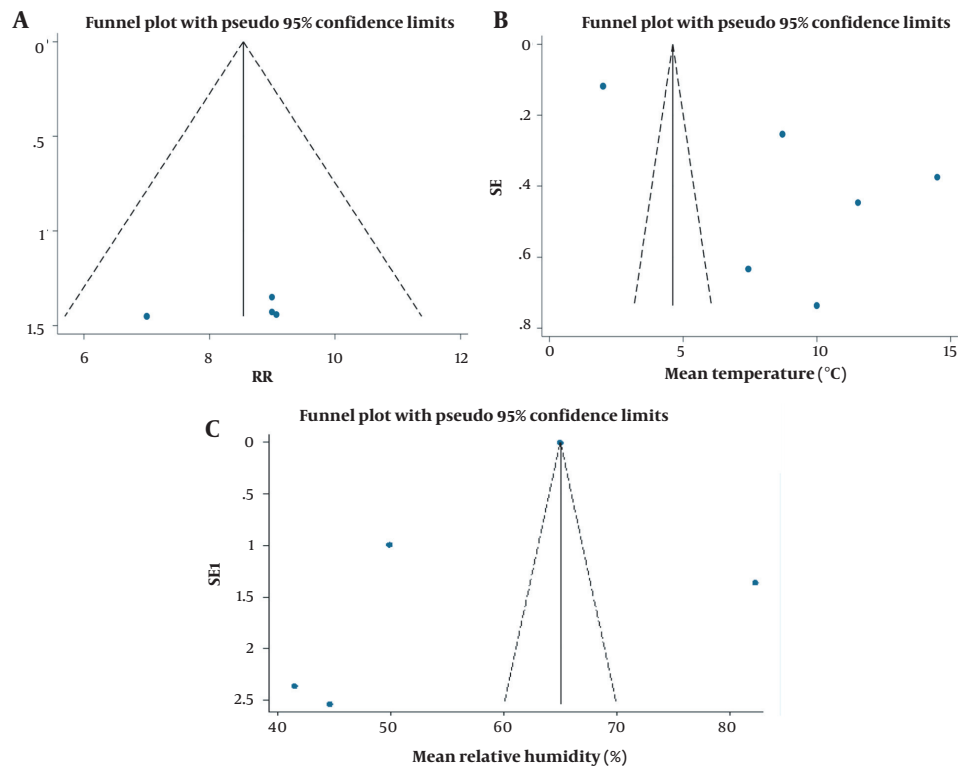 A
Funnel plot with pseudo 95% confidence limits
0
.5
1
1.5
6 8 10 12
RR
B
Funnel plot with pseudo 95% confidence limits
0
.2
.4
.6
.8
SE
0 5 10 15
Mean temperature (°C)
C
Funnel plot with pseudo 95% confidence limits
0
.5
1
1.5
2
2.5
SE1
40 50 60 70 80
Mean relative humidity (%)